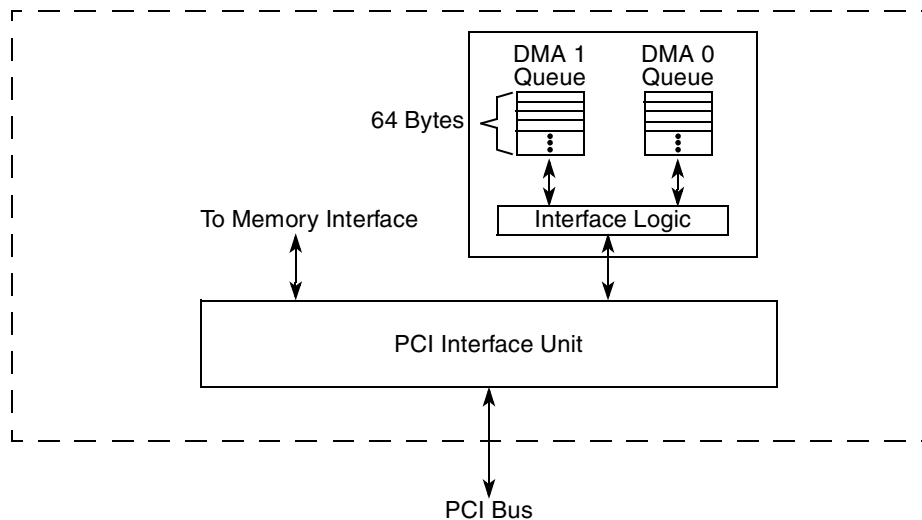 DMA 1
Queue
DMA 0
Queue
64 Bytes
To Memory Interface
Interface Logic
PCI Interface Unit
PCI Bus